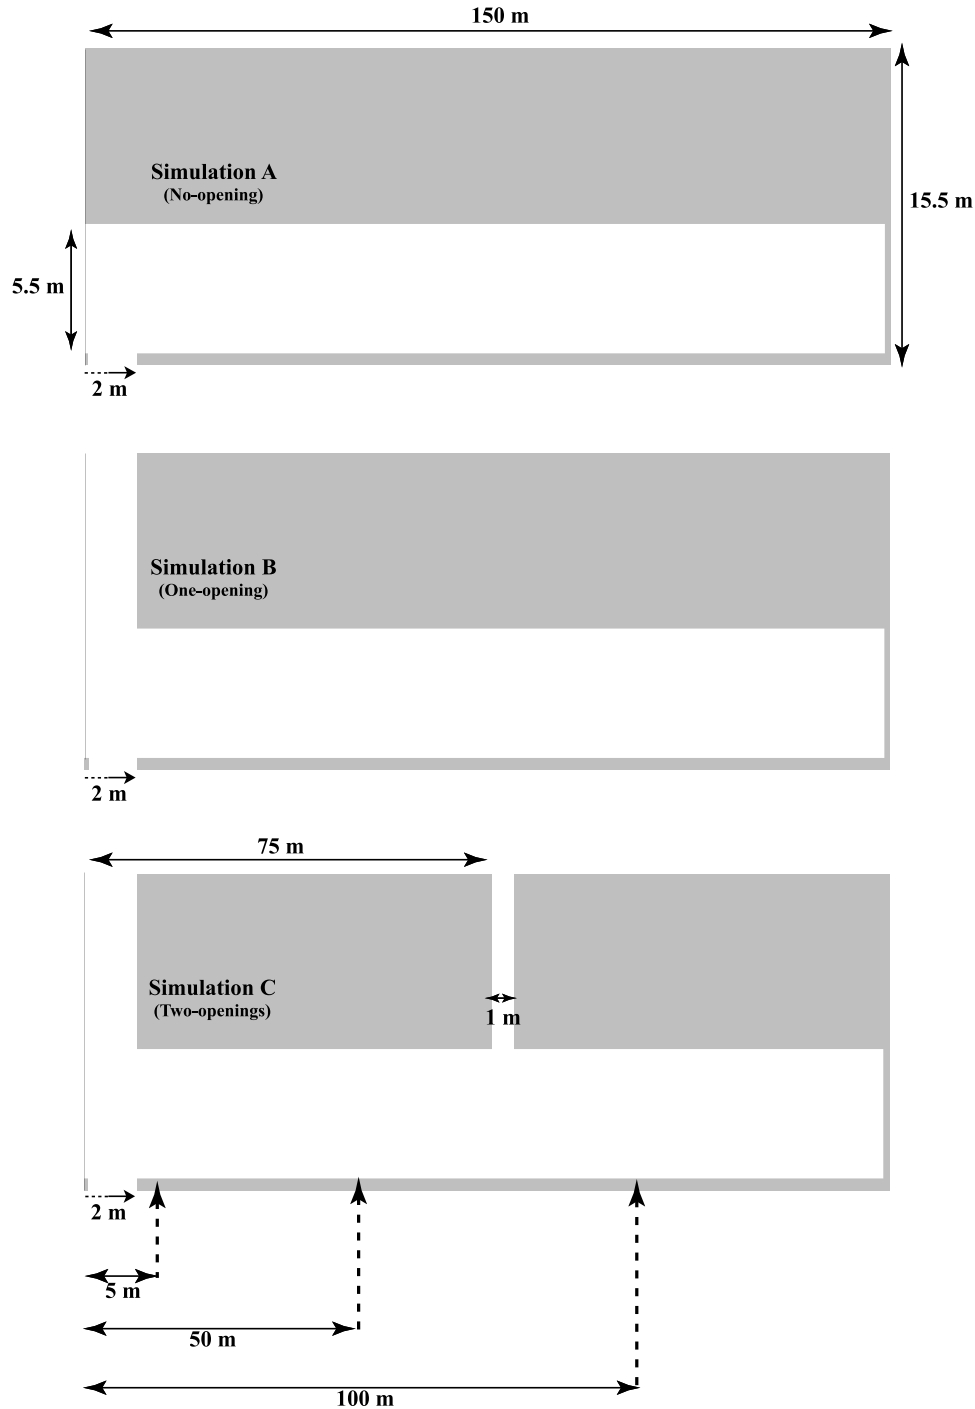 150 m
Simulation A
(No-opening)
15.5 m
5.5 m
2 m
Simulation B
(One-opening)
2 m
75 m
Simulation C
(Two-openings)
1 m
2 m
5 m
50 m
100 m